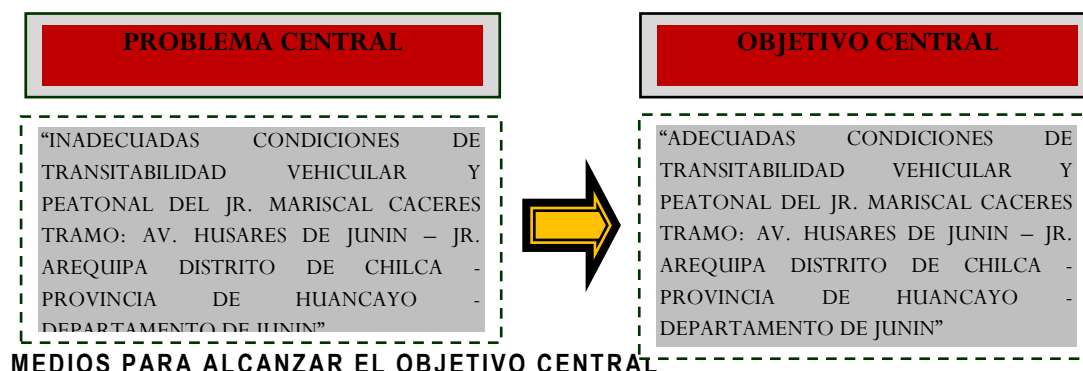 PROBLEMA CENTRAL
“INADECUADAS CONDICIONES DE
TRANSITABILIDAD VEHICULAR Y
PEATONAL DEL JR. MARISCAL CACERES
TRAMO: AV. HUSARES DE JUNIN – JR.
AREQUIPA DISTRITO DE CHILCA -
PROVINCIA DE HUANCAYO -
DEPARTAMENTO DE JUNIN”
OBJETIVO CENTRAL
“ADECUADAS CONDICIONES DE
TRANSITABILIDAD VEHICULAR Y
PEATONAL DEL JR. MARISCAL CACERES
TRAMO: AV. HUSARES DE JUNIN – JR.
AREQUIPA DISTRITO DE CHILCA -
PROVINCIA DE HUANCAYO -
DEPARTAMENTO DE JUNIN”
MEDIOS PARA ALCANZAR EL OBJETIVO CENTRAL